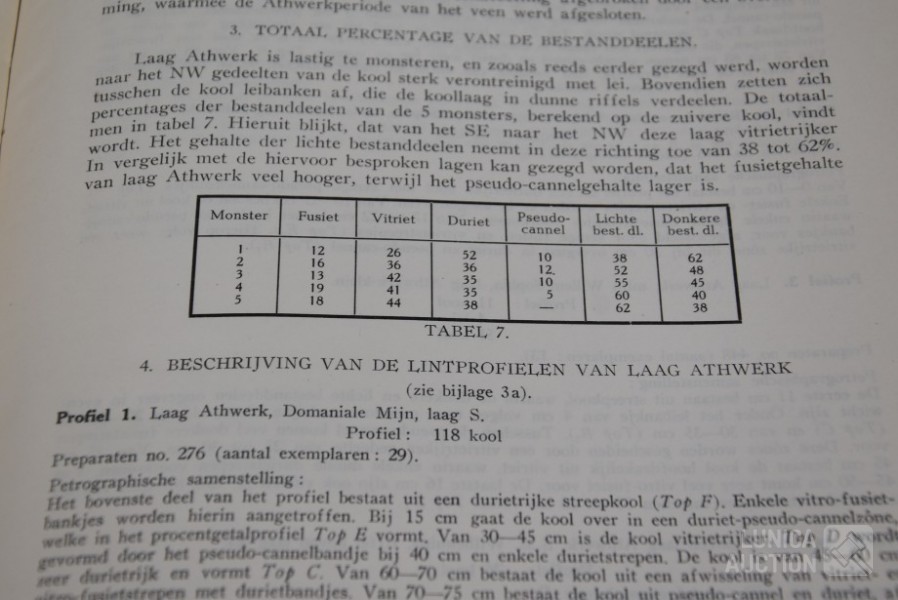 ming, waarmee de Athwerkperiode van het veen werd afgesloten.
3. TOTAAL PERCENTAGE VAN DE BESTANDDEELEN.
Laag Athwerk is lastig te monsteren, en zooals reeds eerder gezegd werd, worden
naar het NW gedeelten van de kool sterk verontreinigd met lei. Bovendien zetten zich
tusschen de kool leibanken af, die de koollaag in dunne riffels verdeelen. De totaal-
percentages der bestanddeelen van de 5 monsters, berekend op de zuivere kool, vindt
men in tabel 7. Hieruit blijkt, dat van het SE naar het NW deze laag vitrietrijker
wordt. Het gehalte der lichte bestanddeelen neemt in deze richting toe van 38 tot 62%.
In vergelijk met de hiervoor besproken lagen kan gezegd worden, dat het fusietgehalte
van laag Athwerk veel hooger, terwijl het pseudo-cannelgehalte lager is.
Monster Fusiet Vitriet Duriet Pseudo-cannel Lichte best. dl. Donkere best. dl.
1 12 26 52 10 38 62
2 16 36 36 12. 52 48
3 13 42 35 10 55 45
4 19 41 35 5 60 40
5 18 44 38 — 62 38
TABEL 7.
4. BESCHRIJVING VAN DE LINTPROFIELEN VAN LAAG ATHWERK
(zie bijlage 3a).
Profiel 1. Laag Athwerk, Domaniale Mijn, laag S.
Profiel : 118 kool
Preparaten no. 276 (aantal exemplaren : 29).
Petrographische samenstelling :
Het bovenste deel van het profiel bestaat uit een durietrijke streepkool (Top F). Enkele vitro-fusiet-
bankjes worden hierin aangetroffen. Bij 15 cm gaat de kool over in een duriet-pseudo-cannelzône,
welke in het procentgetalprofiel Top E vormt. Van 30—45 cm is de kool vitrietrijker. Top
gevormd door het pseudo-cannelbandje bij 40 cm en enkele durietstrepen. De kool is van 45
zeer durietrijk en vormt Top C. Van 60—70 cm bestaat de kool uit een afwisseling van
vitro-fusietstrepen met durietbandjes. Van 70—75 cm bestaat de kool uit pseudo-cannel en duriet,
UNICA
AUCTION